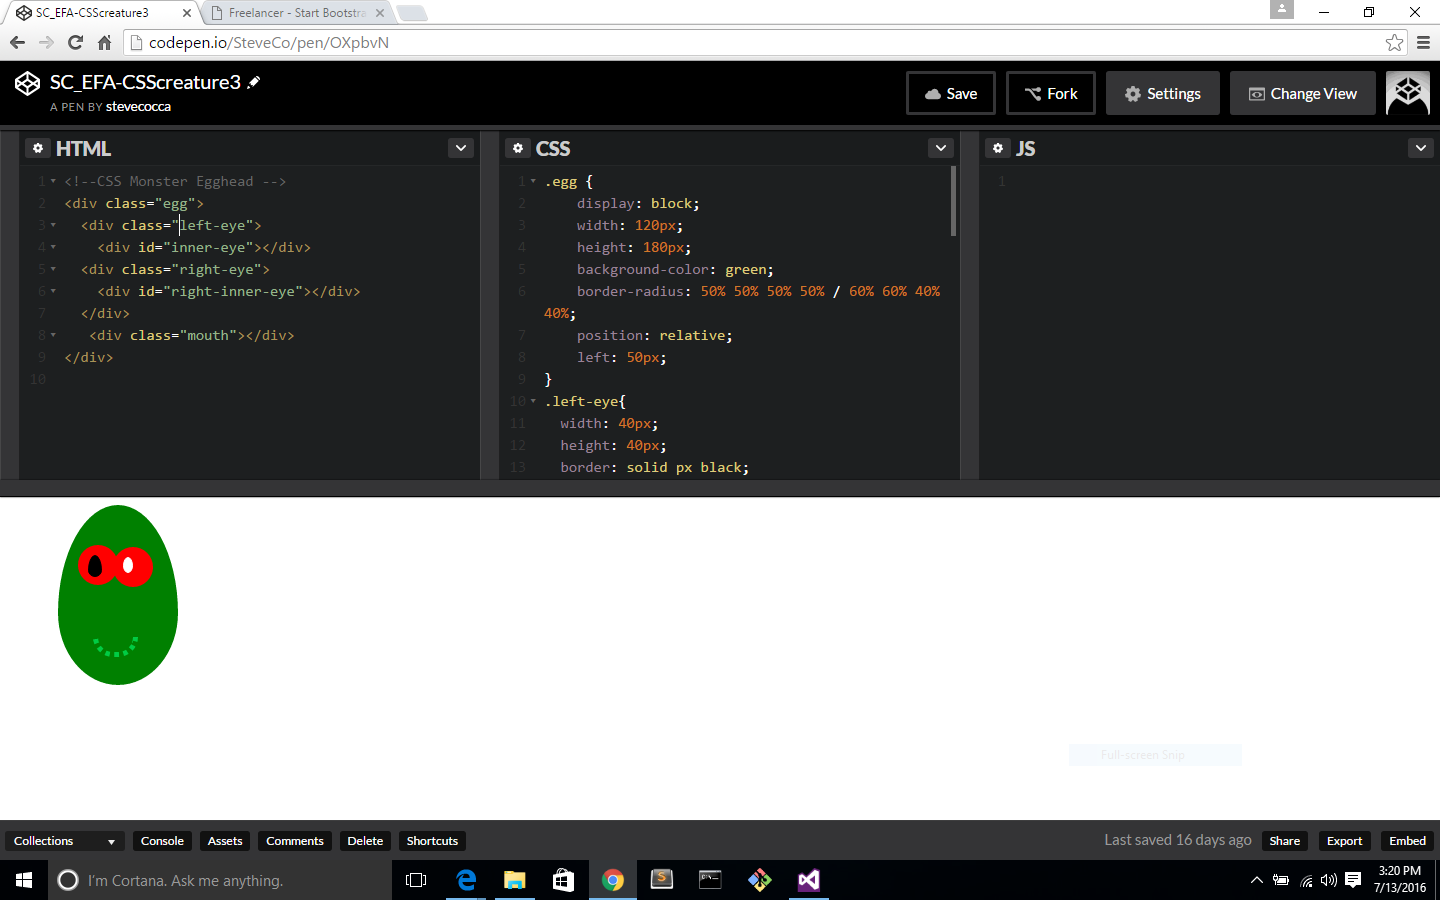 SC_EFA-CSScreature3
Freelancer - Start Bootstra
codepen.io/SteveCo/pen/OXpbvN
SC_EFA-CSScreature3
A PEN BY stevecocca
Save
Fork
Settings
Change View
HTML
1 <!--CSS Monster Egghead -->
2 <div class="egg">
3 <div class="left-eye">
4 <div id="inner-eye"></div>
5 <div class="right-eye">
6 <div id="right-inner-eye"></div>
7 </div>
8 <div class="mouth"></div>
9 </div>
10
CSS
1 .egg {
2 display: block;
3 width: 120px;
4 height: 180px;
5 background-color: green;
6 border-radius: 50% 50% 50% 50% / 60% 60% 40%
40%;
7 position: relative;
8 left: 50px;
9 }
10 .left-eye{
11 width: 40px;
12 height: 40px;
13 border: solid px black;
JS
1
Full-screen Snip
Collections
Console
Assets
Comments
Delete
Shortcuts
Last saved 16 days ago
Share
Export
Embed
I'm Cortana. Ask me anything.
3:20 PM
7/13/2016